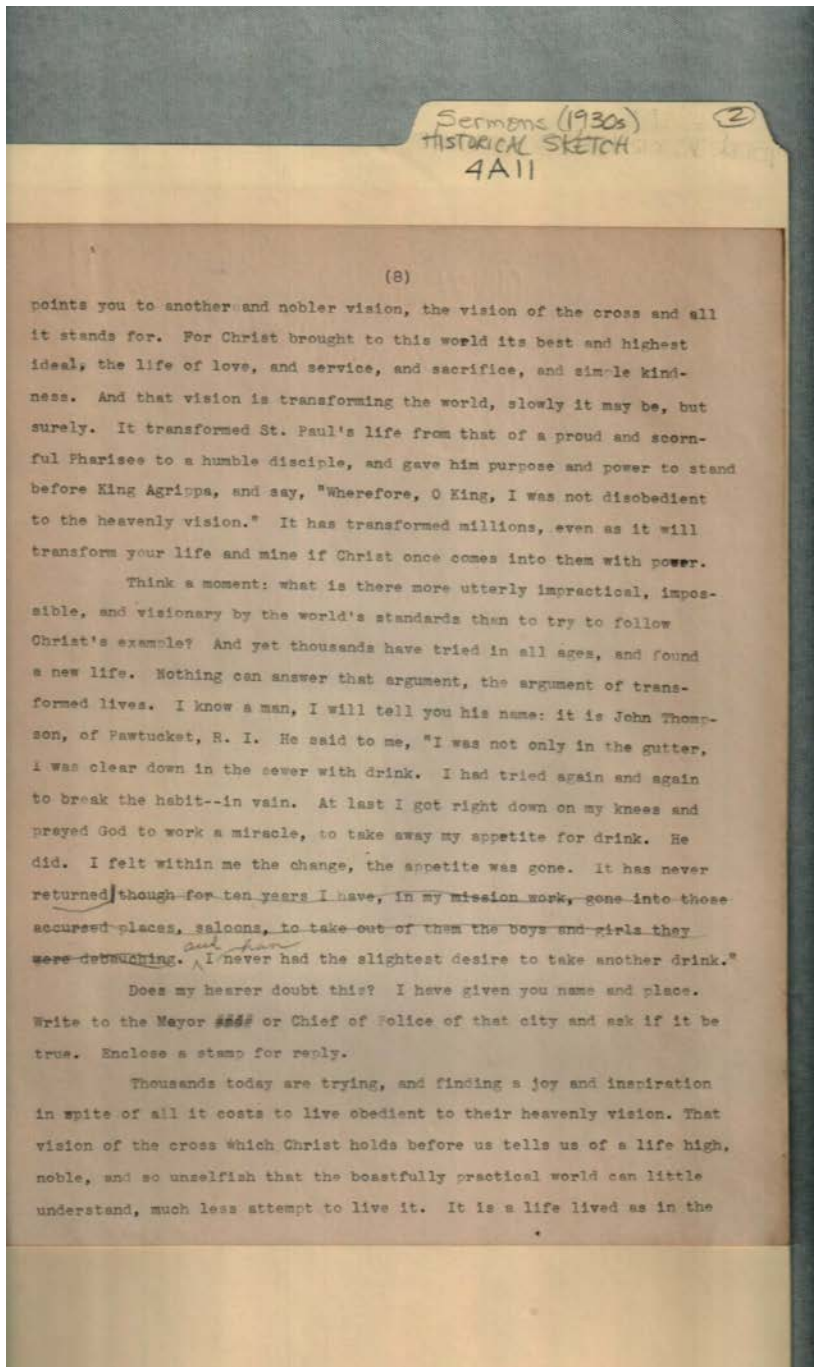 Sermons (1930s)
②
HISTORICAL SKETCH
4A11
(8)
points you to another and nobler vision, the vision of the cross and all
it stands for. For Christ brought to this world its best and highest
ideal, the life of love, and service, and sacrifice, and simple kind-
ness. And that vision is transforming the world, slowly it may be, but
surely. It transformed St. Paul's life from that of a proud and scorn-
ful Pharisee to a humble disciple, and gave him purpose and power to stand
before King Agrippa, and say, "Wherefore, O King, I was not disobedient
to the heavenly vision." It has transformed millions, even as it will
transform your life and mine if Christ once comes into them with power.
Think a moment: what is there more utterly impractical, impos-
sible, and visionary by the world's standards than to try to follow
Christ's example? And yet thousands have tried in all ages, and found
a new life. Nothing can answer that argument, the argument of trans-
formed lives. I know a man, I will tell you his name: it is John Thomp-
son, of Pawtucket, R. I. He said to me, "I was not only in the gutter,
I was clear down in the sewer with drink. I had tried again and again
to break the habit--in vain. At last I got right down on my knees and
prayed God to work a miracle, to take away my appetite for drink. He
did. I felt within me the change, the appetite was gone. It has never
returned, though for ten years I have, in my mission work, gone into those
accursed places, saloons, to take out of them the boys and girls they
were debauching. and I have never had the slightest desire to take another drink."
Does my hearer doubt this? I have given you name and place.
Write to the Mayor or Chief of Police of that city and ask if it be
true. Enclose a stamp for reply.
Thousands today are trying, and finding a joy and inspiration
in spite of all it costs to live obedient to their heavenly vision. That
vision of the cross which Christ holds before us tells us of a life high,
noble, and so unselfish that the boastfully practical world can little
understand, much less attempt to live it. It is a life lived as in the